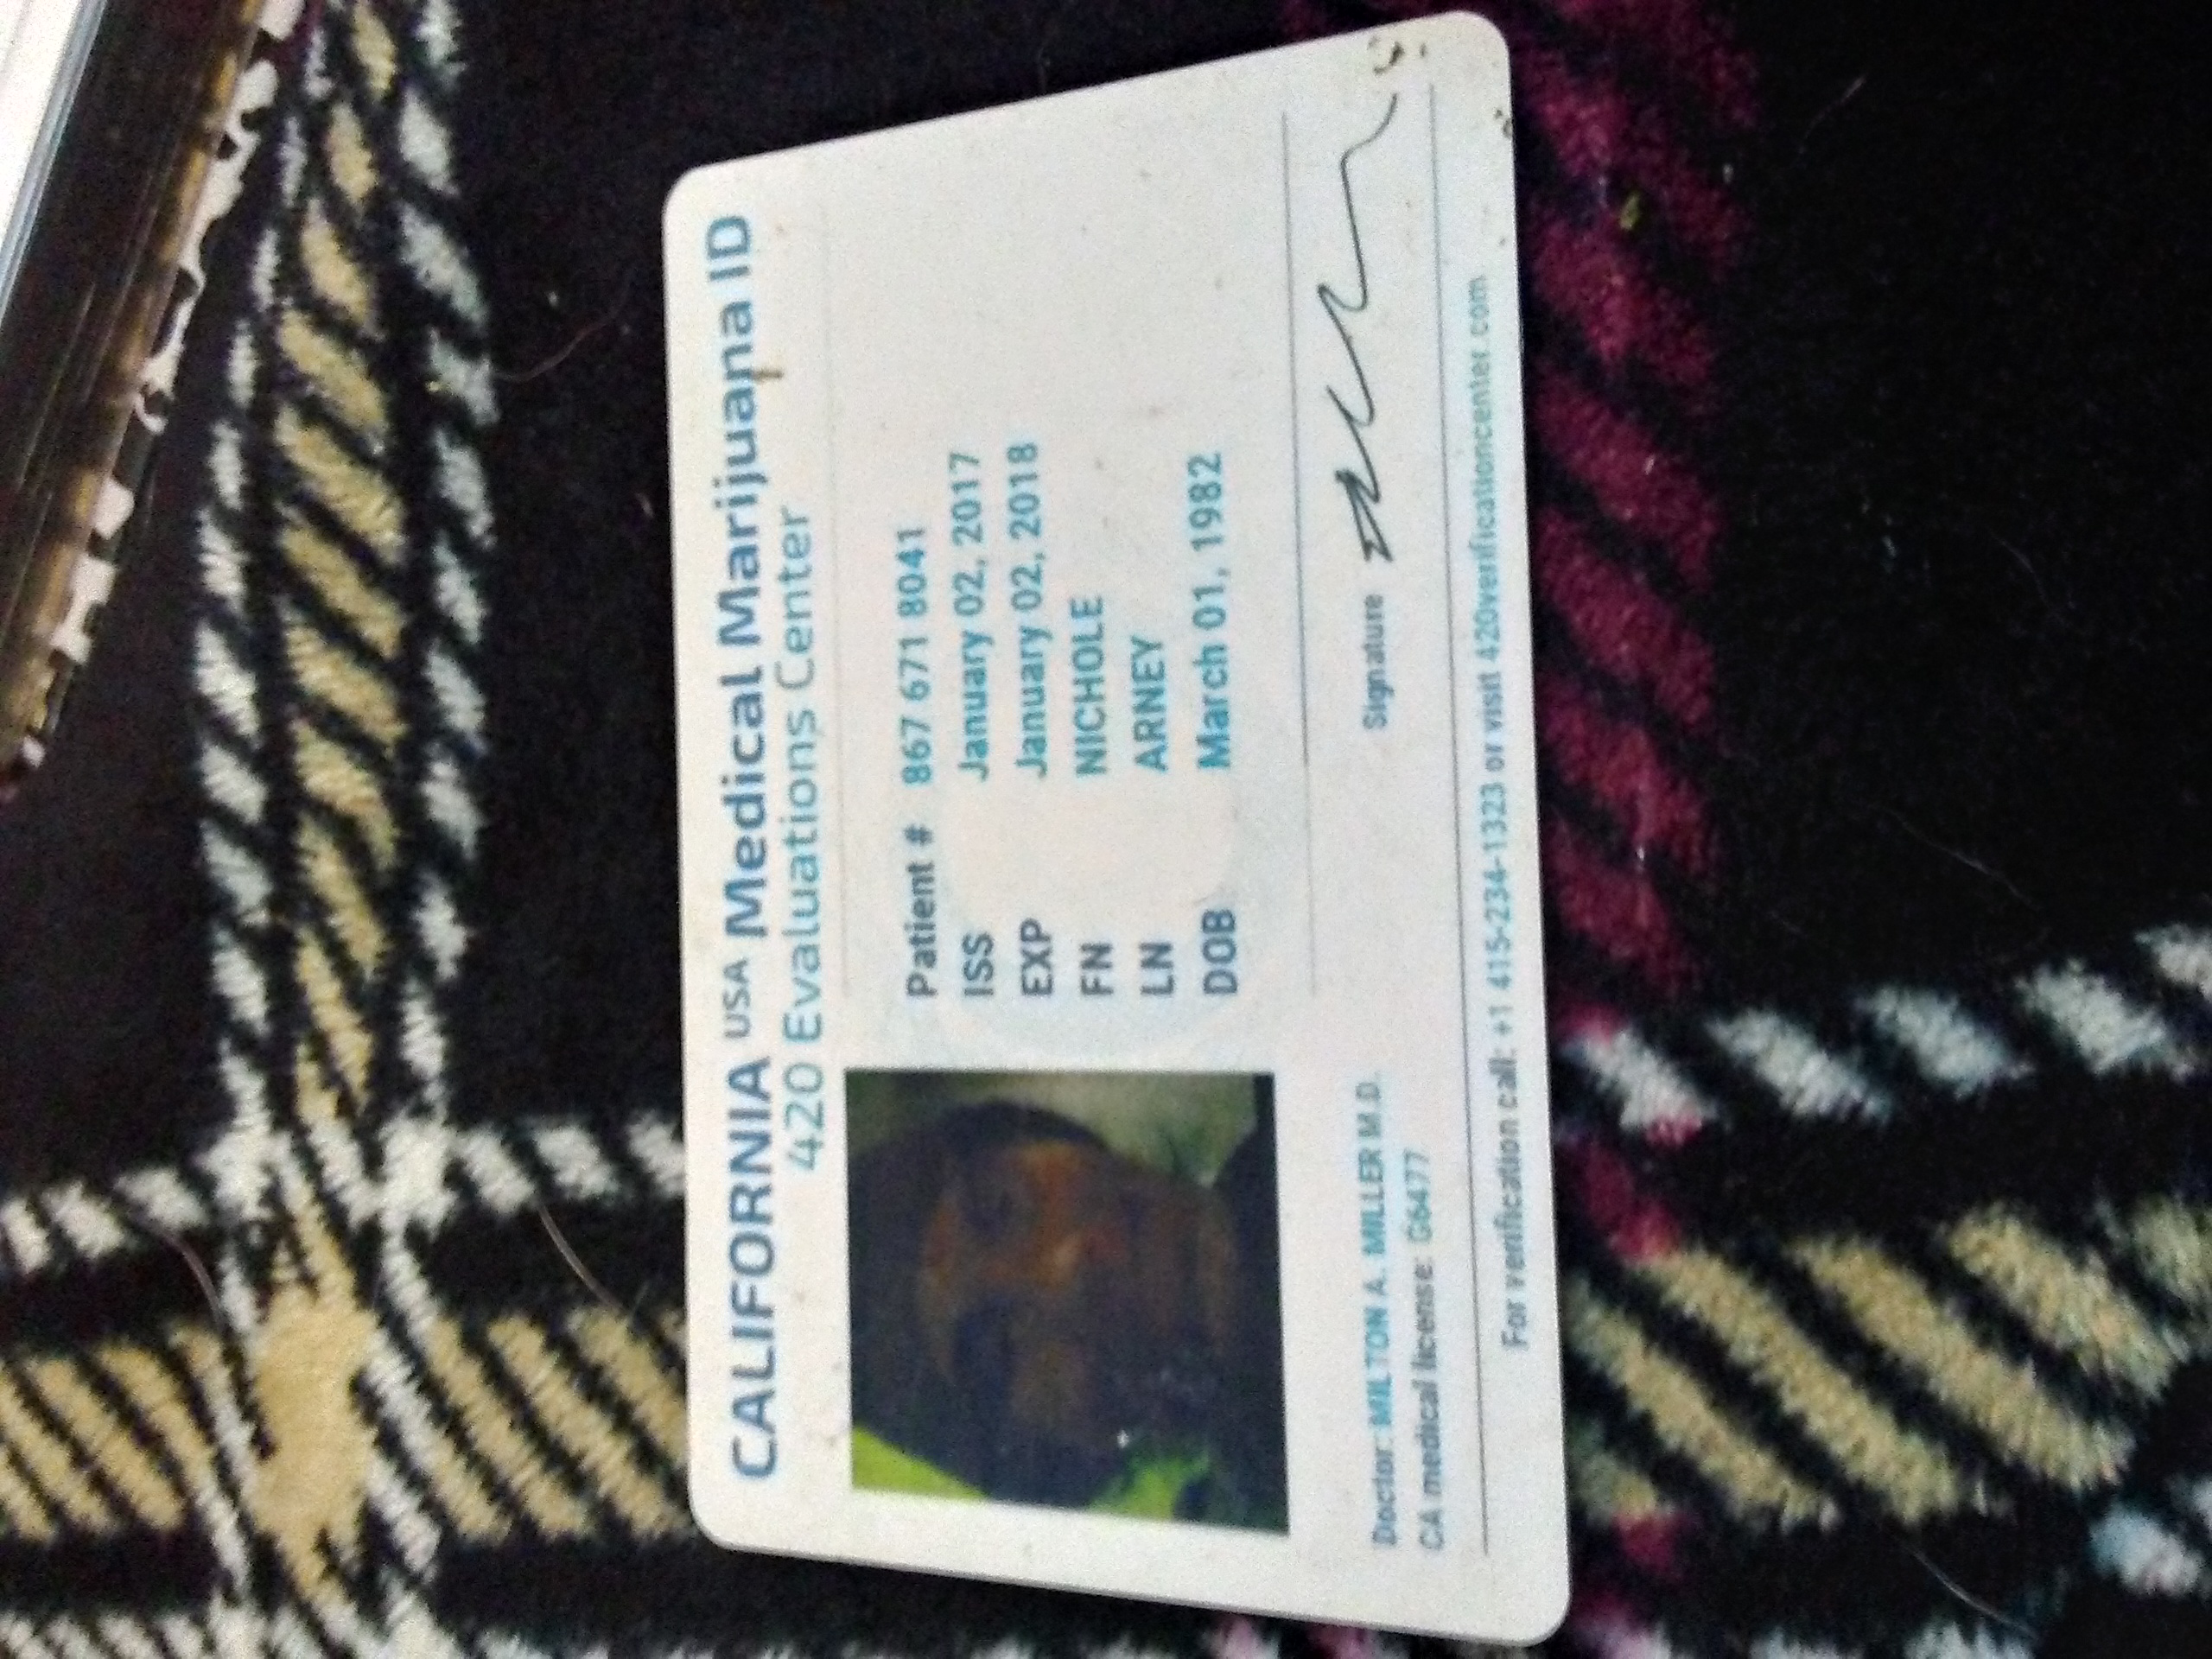 CALIFORNIA USA Medical Marijuana ID
420 Evaluations Center
Patient # 867 671 8041
ISS January 02, 2017
EXP January 02, 2018
FN NICHOLE
LN ARNEY
DOB March 01, 1982
Doctor: MILTON A. MILLER M.D.
CA medical license: G6477
Signature
For verification call: +1 415-234-1323 or visit 420verificationcenter.com